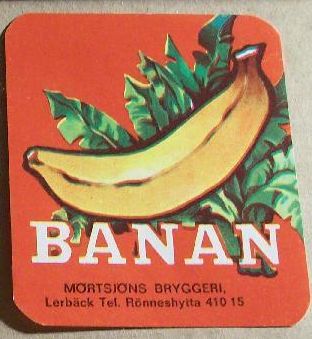 BANAN
MÖRTSJÖNS BRYGGERI,
Lerbäck Tel. Rönneshytta 410 15